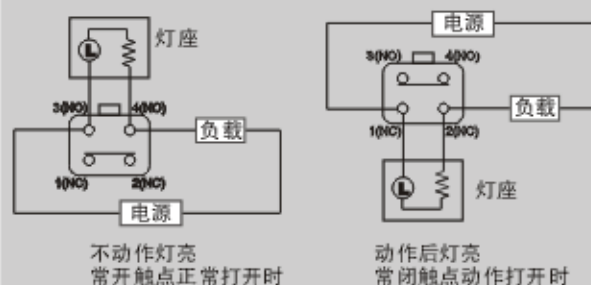 电源
灯座
L
3(NO) 4(NO)
3(NO) 4(NO)
负载
负载
1(NC) 2(NC)
1(NC) 2(NC)
L
灯座
电源
不动作灯亮
常开触点正常打开时
动作后灯亮
常闭触点动作打开时